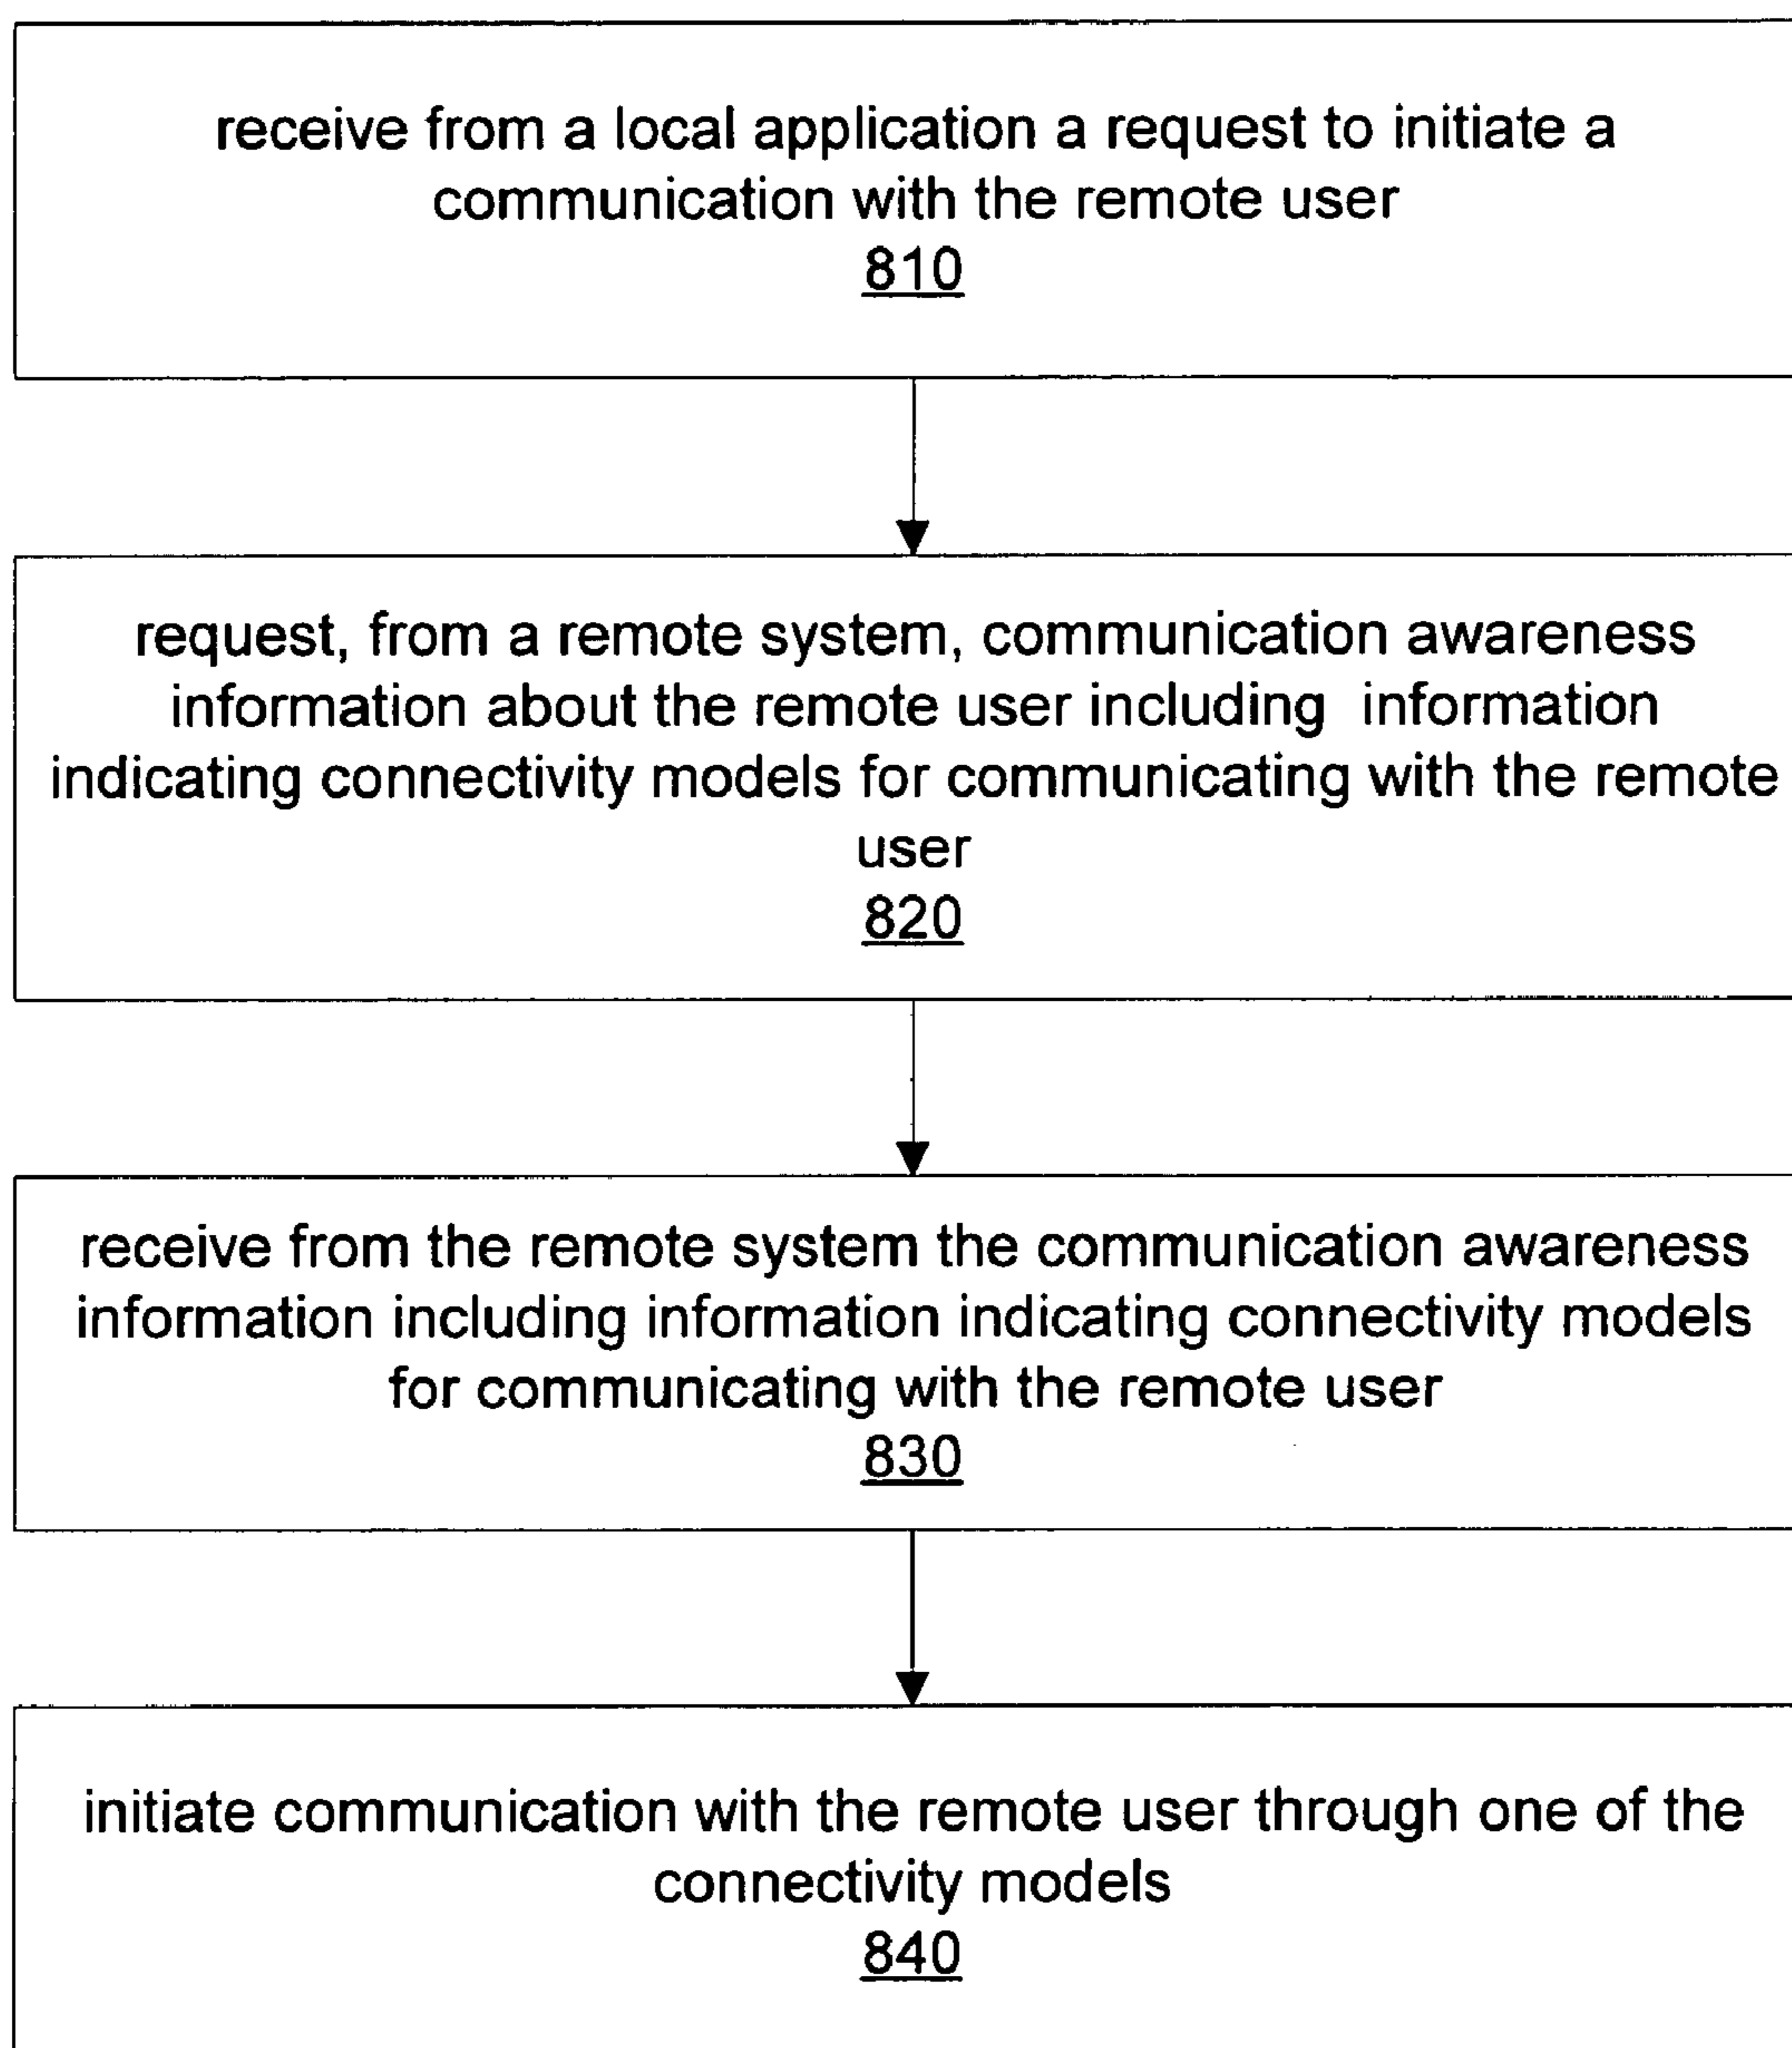 receive from a local application a request to initiate a
communication with the remote user
810
request, from a remote system, communication awareness
information about the remote user including information
indicating connectivity models for communicating with the remote
user
820
receive from the remote system the communication awareness
information including information indicating connectivity models
for communicating with the remote user
830
initiate communication with the remote user through one of the
connectivity models
840